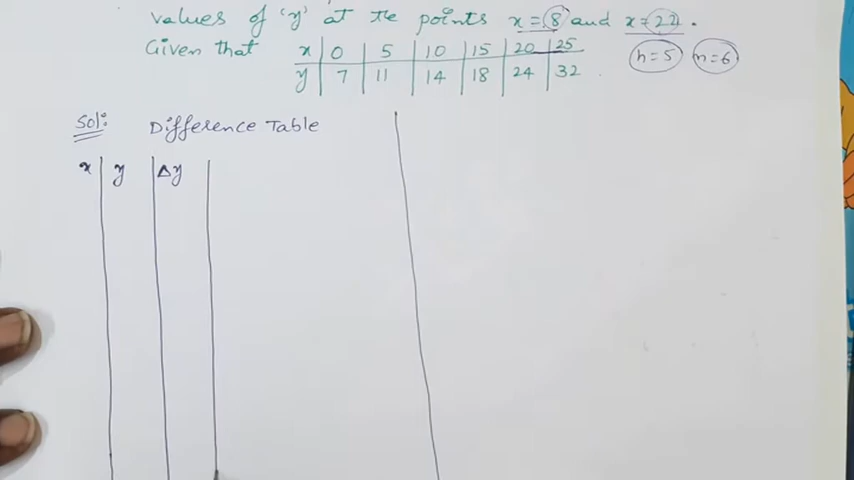 values of 'y' at the points x = 8 and x = 22.
Given that x | 0 | 5 | 10 | 15 | 20 | 25
y | 7 | 11 | 14 | 18 | 24 | 32
h=5 n=6
Sol: Difference Table
x | y | Δy |